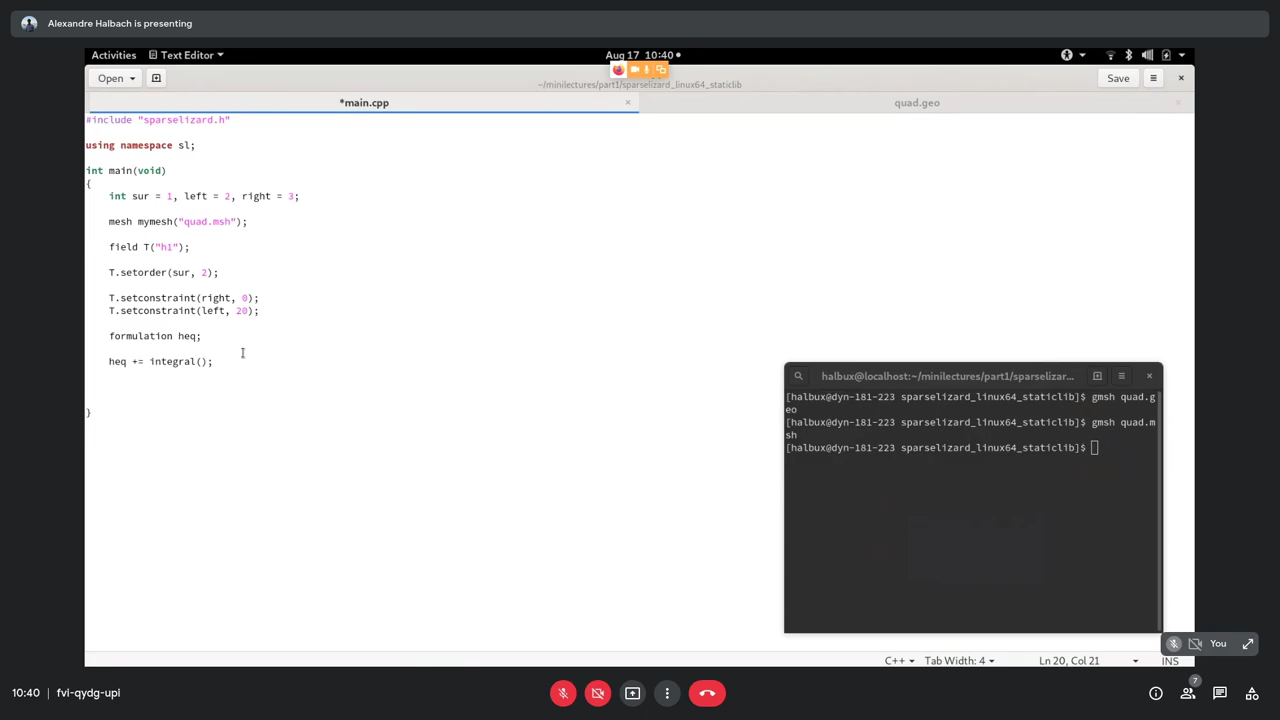 Alexandre Halbach is presenting
Activities Text Editor Aug 17 10:40
Open ~/minilectures/part1/sparselizard_linux64_staticlib Save
*main.cpp quad.geo
#include "sparselizard.h"
using namespace sl;
int main(void)
{
int sur = 1, left = 2, right = 3;
mesh mymesh("quad.msh");
field T("h1");
T.setorder(sur, 2);
T.setconstraint(right, 0);
T.setconstraint(left, 20);
formulation heq;
heq += integral();
}
halbux@localhost:~/minilectures/part1/sparselizar...
[halbux@dyn-181-223 sparselizard_linux64_staticlib]$ gmsh quad.g
eo
[halbux@dyn-181-223 sparselizard_linux64_staticlib]$ gmsh quad.m
sh
[halbux@dyn-181-223 sparselizard_linux64_staticlib]$
You
C++ Tab Width: 4 Ln 20, Col 21 INS
10:40 fvi-qydg-upi 7